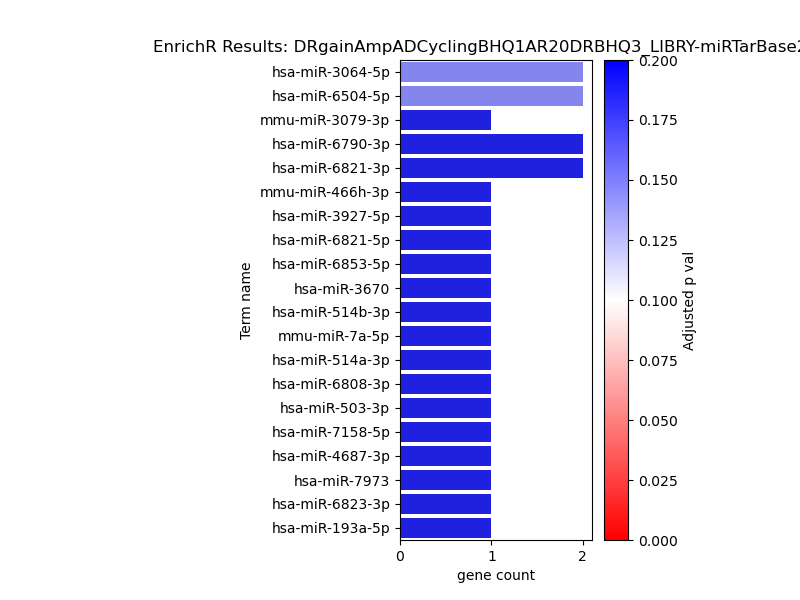 EnrichR Results: DRgainAmpADCyclingBHQ1AR20DRBHQ3_LIBRY-miRTarBase2
hsa-miR-3064-5p
hsa-miR-6504-5p
mmu-miR-3079-3p
hsa-miR-6790-3p
hsa-miR-6821-3p
mmu-miR-466h-3p
hsa-miR-3927-5p
hsa-miR-6821-5p
hsa-miR-6853-5p
hsa-miR-3670
hsa-miR-514b-3p
mmu-miR-7a-5p
hsa-miR-514a-3p
hsa-miR-6808-3p
hsa-miR-503-3p
hsa-miR-7158-5p
hsa-miR-4687-3p
hsa-miR-7973
hsa-miR-6823-3p
hsa-miR-193a-5p
Term name
0 1 2
gene count
0.200
0.175
0.150
0.125
0.100
0.075
0.050
0.025
0.000
Adjusted p val